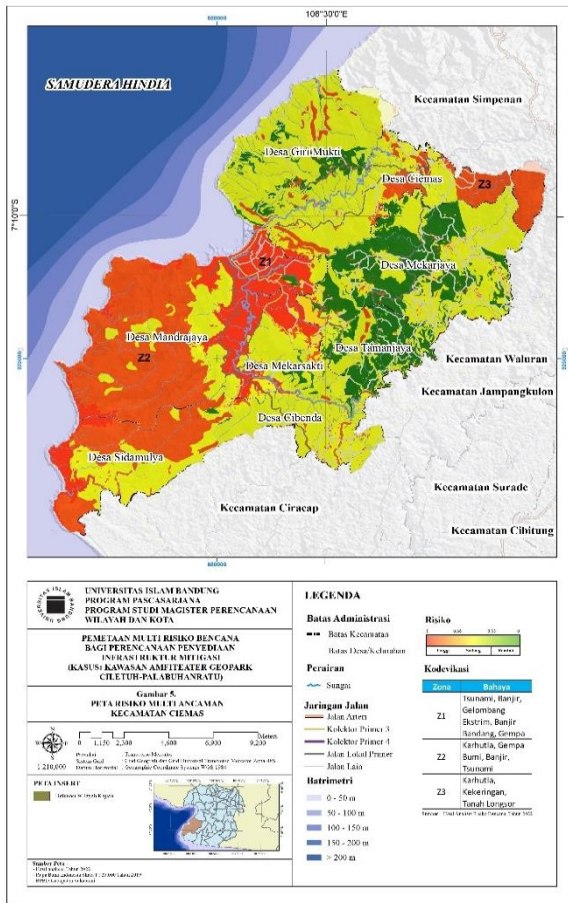 106°30'0"E
SAMUDERA HINDIA
Kecamatan Simpenan
Desa GirriMukti
Desa Ciemas
Z3
7°10'0"S
Z1
Desa Mekarjaya
Desa Mandrajaya
Z2
Desa Tamanjaya
Desa Mekarsakti
Kecamatan Waluran
Kecamatan Jampangkulon
Desa Cibenda
Desa Sidamulya
Kecamatan Surade
Kecamatan Ciracap
Kecamatan Cibitung
UNIVERSITAS ISLAM BANDUNG
PROGRAM PASCASARJANA
PROGRAM STUDI MAGISTER PERENCANAAN
WILAYAH DAN KOTA
PEMETAAN MULTI RISIKO BENCANA
BAGI PERENCANAAN PENYEDIAAN
INFRASTRUKTUR MITIGASI
(KASUS: KAWASAN AMFITEATER GEOPARK
CILETUH-PALABUHANRATU)
Gambar 5.
PETA RISIKO MULTI ANCAMAN
KECAMATAN CIEMAS
Meters
0 1,150 2,300 4,600 6,900 9,200
1:210,000
PETA INSERT
Sumber Peta
LEGENDA
Batas Administrasi
Batas Kecamatan
Batas Desa/Kelurahan
Perairan
Sungai
Jaringan Jalan
Jalan Arteri
Kolektor Primer 3
Kolektor Primer 4
Jalan Lokal Primer
Jalan Lain
Batrimetri
0 - 50 m
50 - 100 m
100 - 150 m
150 - 200 m
> 200 m
Risiko
Tinggi Sedang Rendah
Kodevikasi
Zona Bahaya
Z1 Tsunami, Banjir, Gelombang Ekstrim, Banjir Bandang, Gempa
Z2 Karhutla, Gempa Bumi, Banjir, Tsunami
Z3 Karhutla, Kekeringan, Tanah Longsor